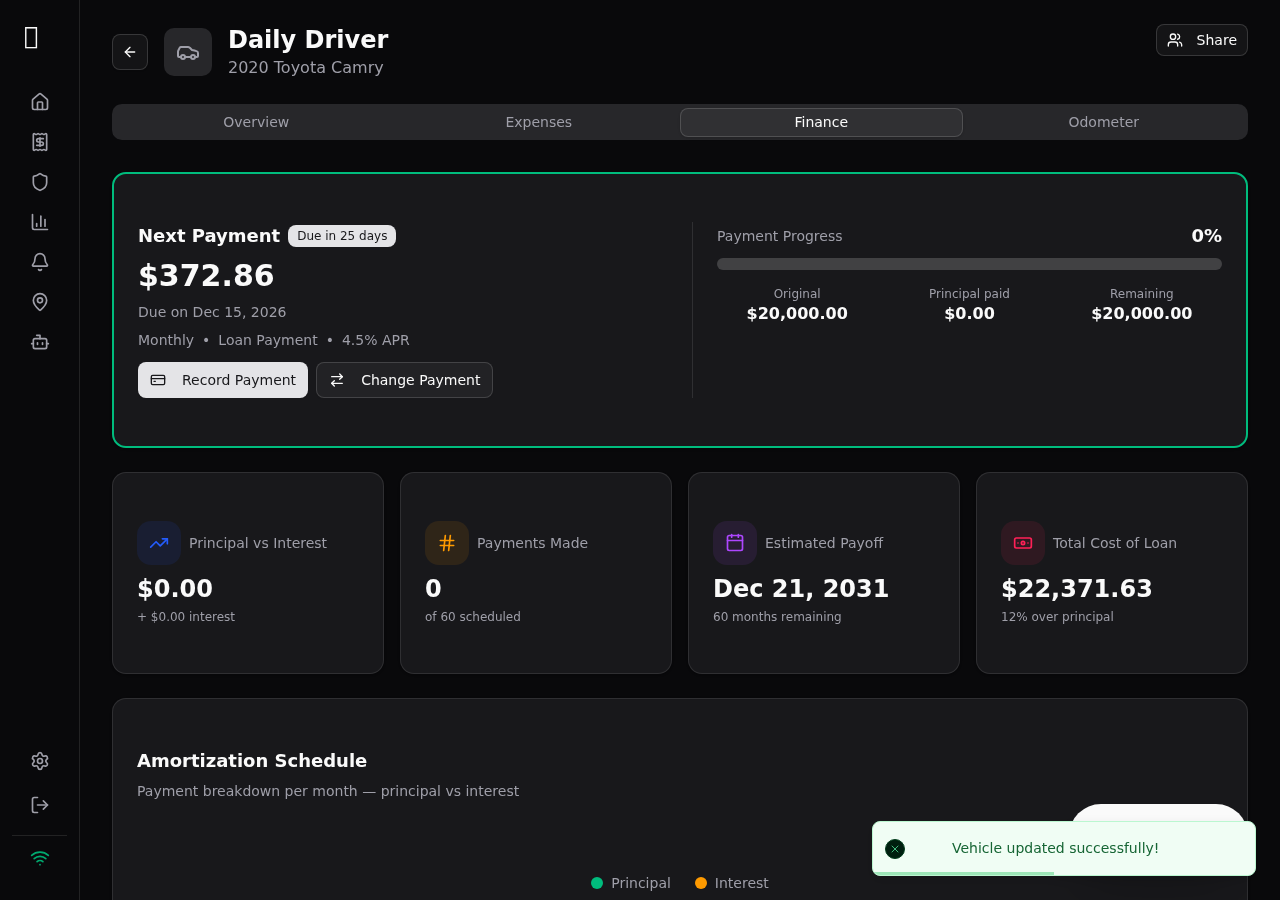 Daily Driver
2020 Toyota Camry
Share
Overview
Expenses
Finance
Odometer
Next Payment
Due in 25 days
$372.86
Due on Dec 15, 2026
Monthly • Loan Payment • 4.5% APR
Record Payment
Change Payment
Payment Progress
0%
Original
$20,000.00
Principal paid
$0.00
Remaining
$20,000.00
Principal vs Interest
$0.00
+ $0.00 interest
Payments Made
0
of 60 scheduled
Estimated Payoff
Dec 21, 2031
60 months remaining
Total Cost of Loan
$22,371.63
12% over principal
Amortization Schedule
Payment breakdown per month — principal vs interest
Principal
Interest
Vehicle updated successfully!